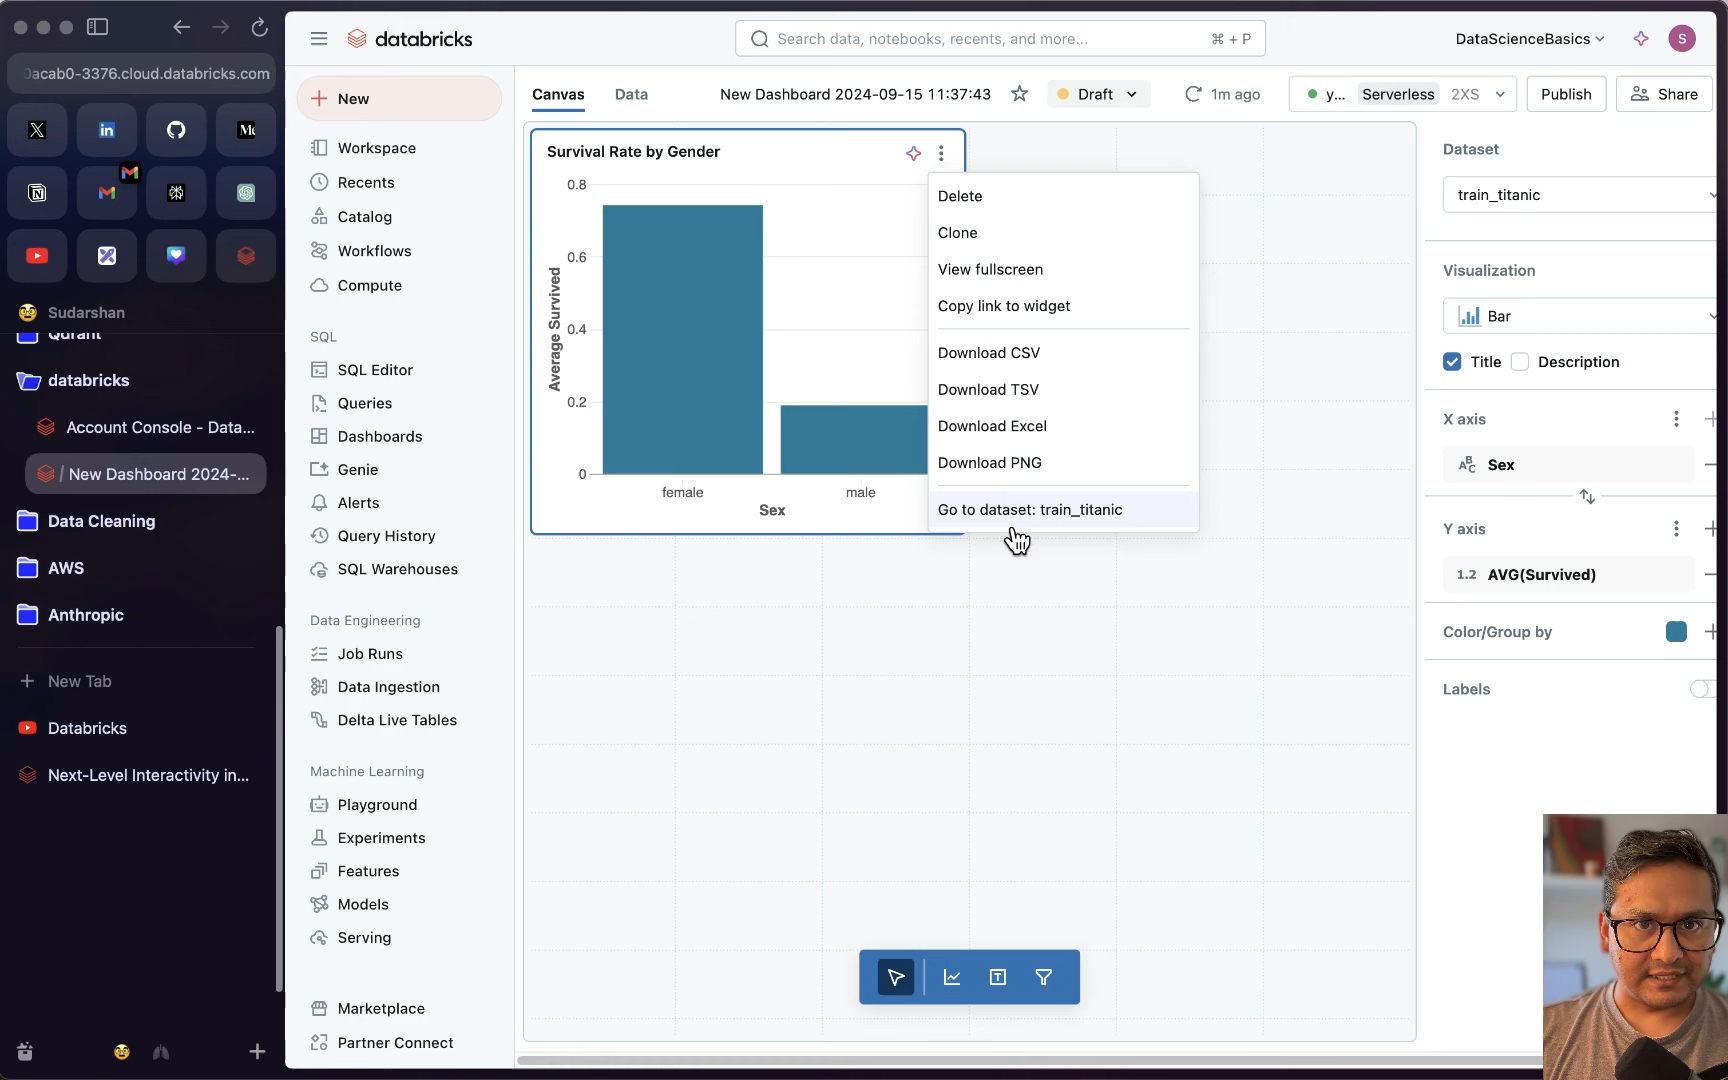 0acab0-3376.cloud.databricks.com
Sudarshan
Qdrant
databricks
Account Console - Data...
/ New Dashboard 2024-...
Data Cleaning
AWS
Anthropic
New Tab
Databricks
Next-Level Interactivity in...
databricks
Search data, notebooks, recents, and more...
⌘ + P
DataScienceBasics
S
New
Workspace
Recents
Catalog
Workflows
Compute
SQL
SQL Editor
Queries
Dashboards
Genie
Alerts
Query History
SQL Warehouses
Data Engineering
Job Runs
Data Ingestion
Delta Live Tables
Machine Learning
Playground
Experiments
Features
Models
Serving
Marketplace
Partner Connect
Canvas
Data
New Dashboard 2024-09-15 11:37:43
Draft
1m ago
y...
Serverless
2XS
Publish
Share
Survival Rate by Gender
0.8
0.6
0.4
0.2
0
Average Survived
female
male
Sex
Delete
Clone
View fullscreen
Copy link to widget
Download CSV
Download TSV
Download Excel
Download PNG
Go to dataset: train_titanic
Dataset
train_titanic
Visualization
Bar
Title
Description
X axis
Sex
Y axis
1.2 AVG(Survived)
Color/Group by
Labels